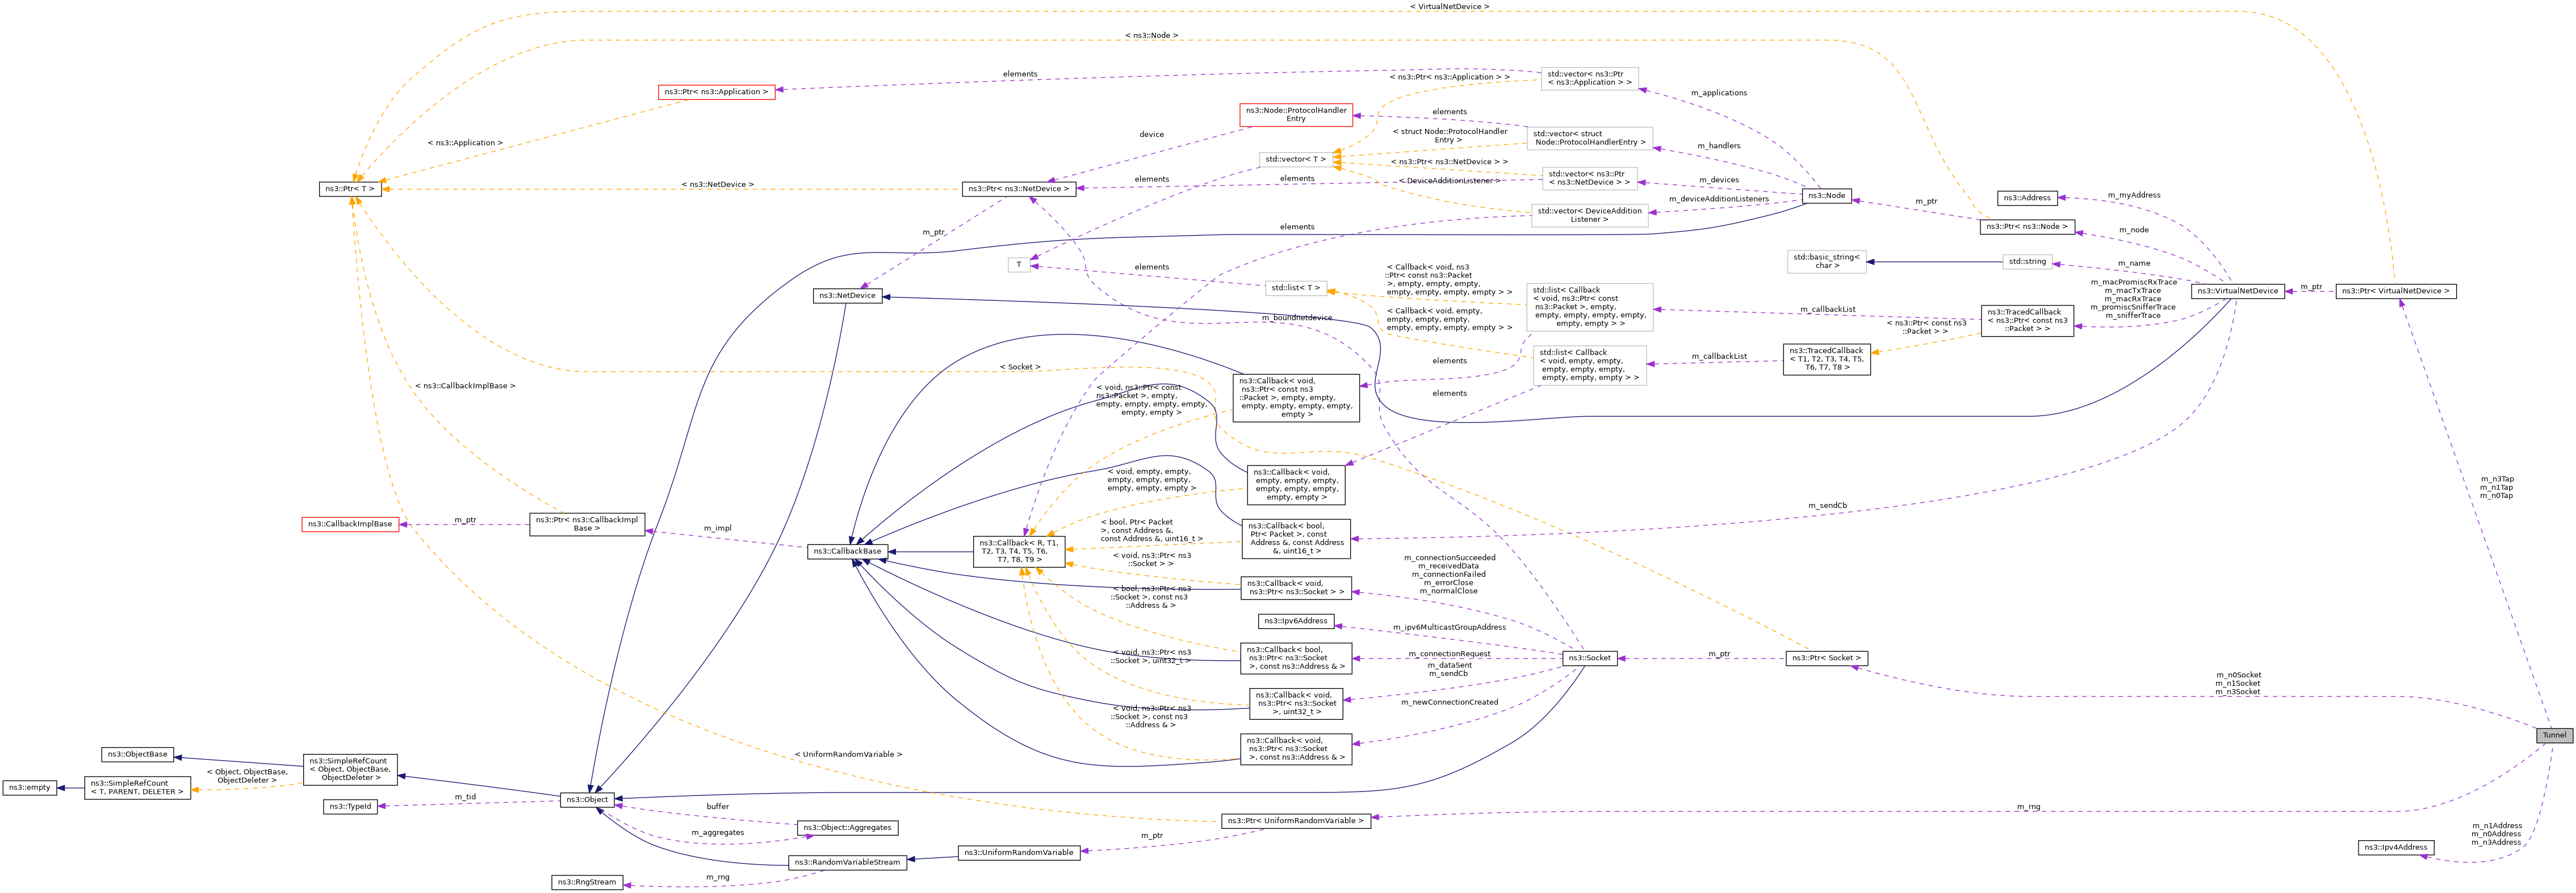 < VirtualNetDevice >
< ns3::Node >
elements
< ns3::Ptr< ns3::Application > >
std::vector< ns3::Ptr
< ns3::Application > >
ns3::Ptr< ns3::Application >
m_applications
ns3::Node::ProtocolHandler
Entry
elements
device
< struct Node::ProtocolHandler
Entry >
std::vector< struct
Node::ProtocolHandlerEntry >
< ns3::Application >
m_handlers
std::vector< T >
< ns3::Ptr< ns3::NetDevice > >
std::vector< ns3::Ptr
< ns3::NetDevice > >
m_devices
elements
elements
< DeviceAdditionListener >
ns3::Ptr< T >
< ns3::NetDevice >
ns3::Ptr< ns3::NetDevice >
ns3::Node
m_deviceAdditionListeners
std::vector< DeviceAddition
Listener >
m_ptr
ns3::Address
m_myAddress
ns3::Ptr< ns3::Node >
m_node
m_ptr
elements
T
elements
std::basic_string<
char >
std::string
m_name
< Callback< void, ns3
::Ptr< const ns3::Packet
>, empty, empty, empty,
empty, empty, empty, empty > >
std::list< T >
std::list< Callback
< void, ns3::Ptr< const
ns3::Packet >, empty,
empty, empty, empty, empty,
empty, empty > >
m_callbackList
ns3::NetDevice
m_macPromiscRxTrace
m_macTxTrace
m_macRxTrace
m_promiscSnifferTrace
m_snifferTrace
ns3::VirtualNetDevice
m_ptr
ns3::Ptr< VirtualNetDevice >
ns3::TracedCallback
< ns3::Ptr< const ns3
::Packet > >
m_boundnetdevice
< Callback< void, empty,
empty, empty, empty,
empty, empty, empty, empty > >
< ns3::Ptr< const ns3
::Packet > >
elements
std::list< Callback
< void, empty, empty,
empty, empty, empty,
empty, empty, empty > >
m_callbackList
ns3::TracedCallback
< T1, T2, T3, T4, T5,
T6, T7, T8 >
< Socket >
< ns3::CallbackImplBase >
< void, ns3::Ptr< const
ns3::Packet >, empty,
empty, empty, empty, empty,
empty, empty >
ns3::Callback< void,
ns3::Ptr< const ns3
::Packet >, empty, empty,
empty, empty, empty, empty,
empty >
elements
< void, empty, empty,
empty, empty, empty,
empty, empty, empty >
ns3::Callback< void,
empty, empty, empty,
empty, empty, empty,
empty, empty >
m_n3Tap
m_n1Tap
m_n0Tap
m_sendCb
ns3::CallbackImplBase
m_ptr
ns3::Ptr< ns3::CallbackImpl
Base >
m_impl
ns3::CallbackBase
ns3::Callback< R, T1,
T2, T3, T4, T5, T6,
T7, T8, T9 >
< bool, Ptr< Packet
>, const Address &,
const Address &, uint16_t >
ns3::Callback< bool,
Ptr< Packet >, const
Address &, const Address
&, uint16_t >
< void, ns3::Ptr< ns3
::Socket > >
ns3::Callback< void,
ns3::Ptr< ns3::Socket > >
m_connectionSucceeded
m_receivedData
m_connectionFailed
m_errorClose
m_normalClose
< bool, ns3::Ptr< ns3
::Socket >, const ns3
::Address & >
ns3::Ipv6Address
m_ipv6MulticastGroupAddress
ns3::Callback< bool,
ns3::Ptr< ns3::Socket
>, const ns3::Address & >
m_connectionRequest
ns3::Socket
m_ptr
ns3::Ptr< Socket >
< void, ns3::Ptr< ns3
::Socket >, uint32_t >
m_dataSent
m_sendCb
ns3::Callback< void,
ns3::Ptr< ns3::Socket
>, uint32_t >
m_newConnectionCreated
m_n0Socket
m_n1Socket
m_n3Socket
< void, ns3::Ptr< ns3
::Socket >, const ns3
::Address & >
ns3::Callback< void,
ns3::Ptr< ns3::Socket
>, const ns3::Address & >
Tunnel
< UniformRandomVariable >
ns3::ObjectBase
ns3::SimpleRefCount
< Object, ObjectBase,
ObjectDeleter >
< Object, ObjectBase,
ObjectDeleter >
ns3::empty
ns3::SimpleRefCount
< T, PARENT, DELETER >
ns3::TypeId
m_tid
ns3::Object
buffer
ns3::Object::Aggregates
m_aggregates
ns3::Ptr< UniformRandomVariable >
m_rng
m_ptr
ns3::UniformRandomVariable
ns3::RandomVariableStream
m_rng
ns3::RngStream
m_n1Address
m_n0Address
m_n3Address
ns3::Ipv4Address